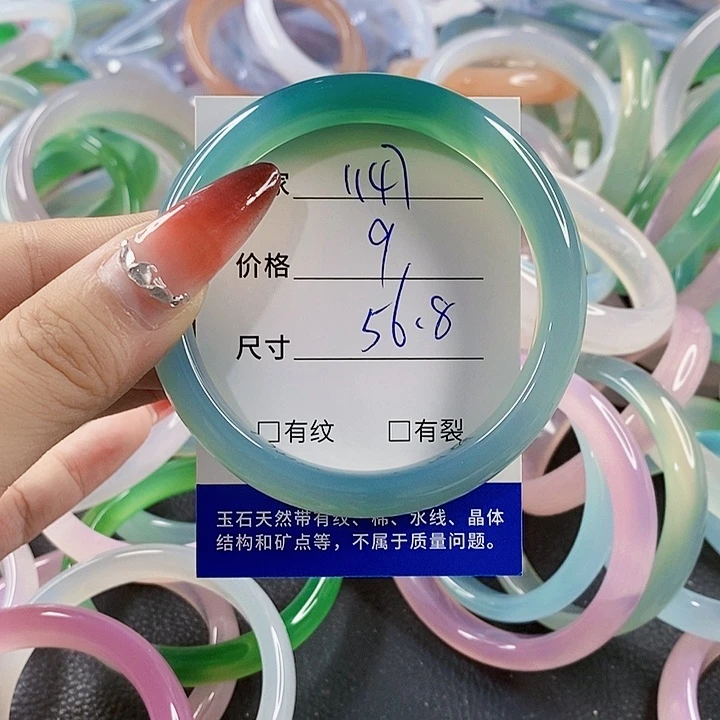 家 1147
价格 9
尺寸 56.8
□有纹 □有裂
玉石天然带有纹、棉、水线、晶体
结构和矿点等，不属于质量问题。